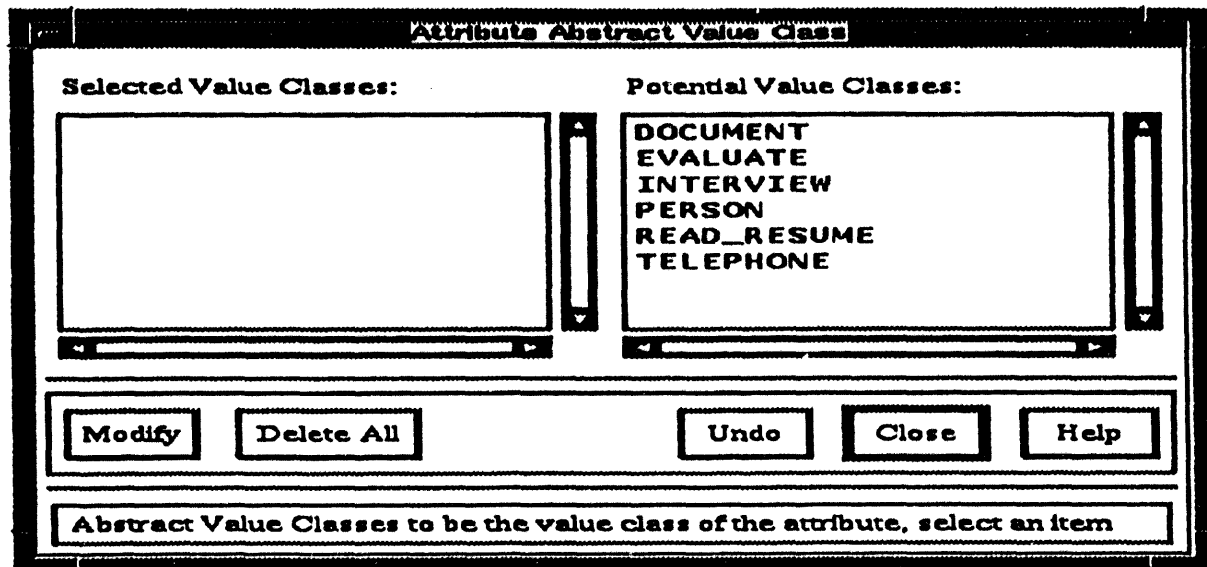 Attribute Abstract Value Class
Selected Value Classes:
Potential Value Classes:
DOCUMENT
EVALUATE
INTERVIEW
PERSON
READ_RESUME
TELEPHONE
Modify Delete All Undo Close Help
Abstract Value Classes to be the value class of the attribute, select an item